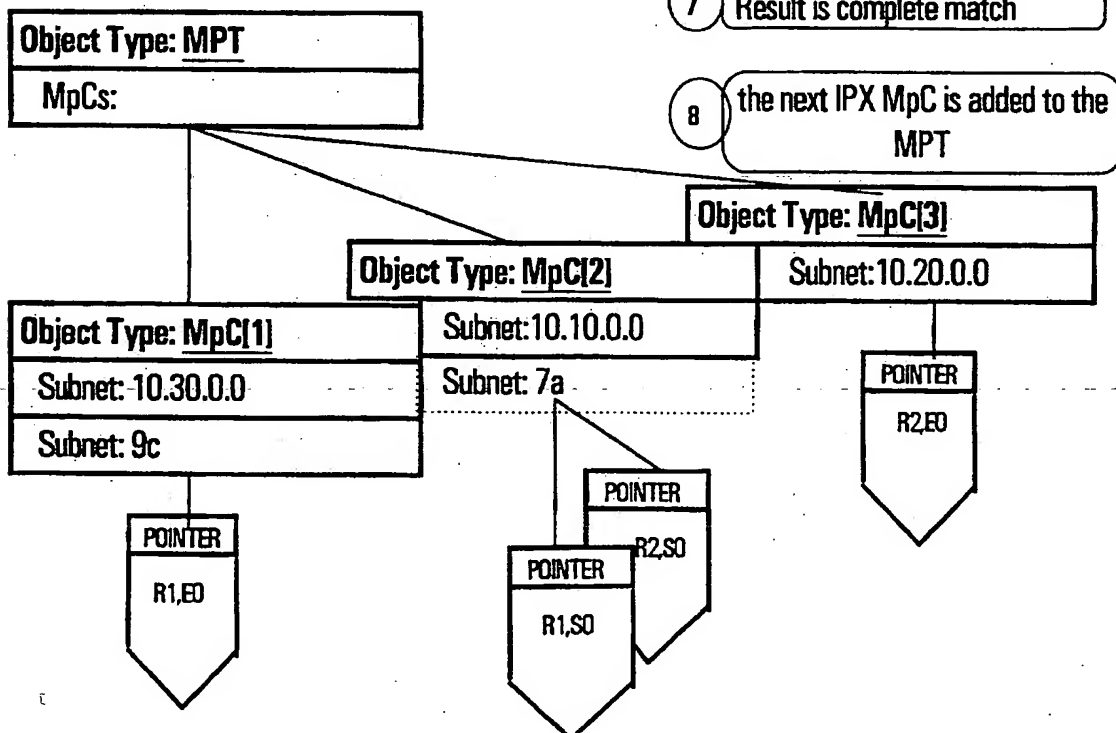 7 Result is complete match
Object Type: MPT
MpCs:
8 the next IPX MpC is added to the
MPT
Object Type: MpC[3]
Subnet:10.20.0.0
Object Type: MpC[2]
Subnet:10.10.0.0
Subnet: 7a
Object Type: MpC[1]
Subnet: 10.30.0.0
Subnet: 9c
POINTER
R2,E0
POINTER
R2,S0
POINTER
R1,E0
POINTER
R1,S0